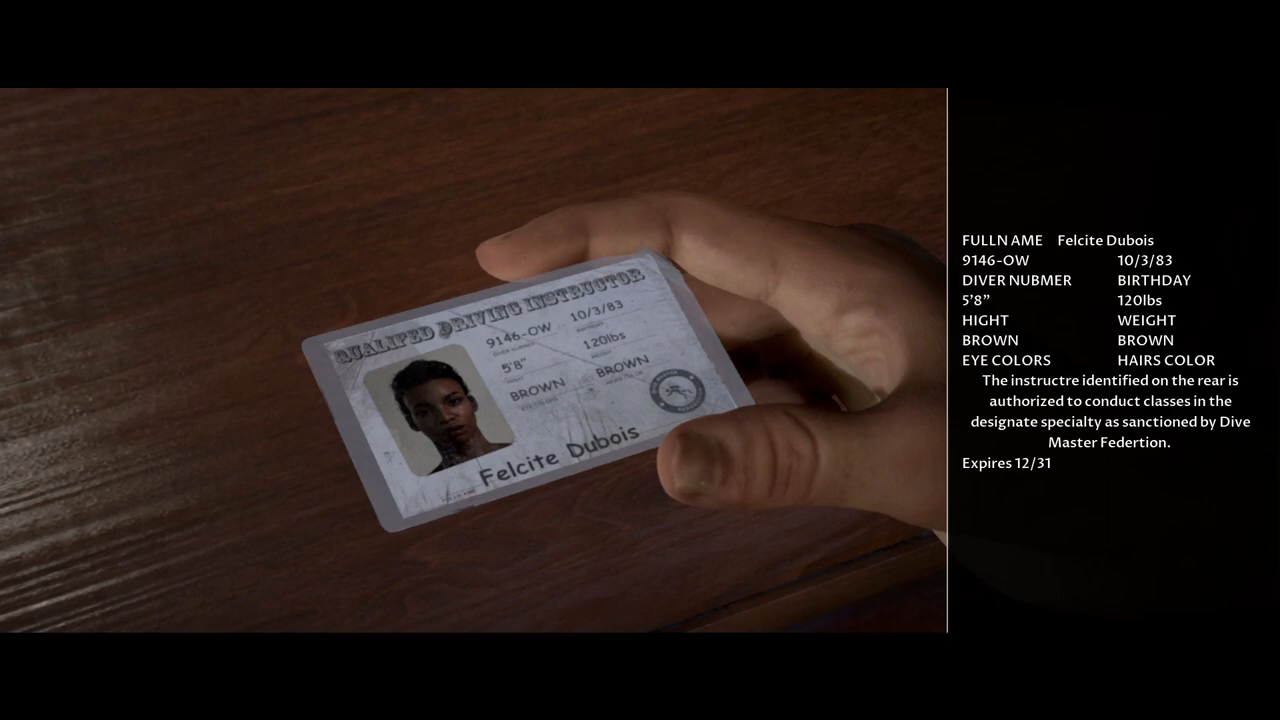 QUALIFED DRIVING INSTRUCTOR
9146-OW 10/3/83
5'8" 120lbs
BROWN BROWN
Felcite Dubois
FULLN AME Felcite Dubois
9146-OW 10/3/83
DIVER NUBMER BIRTHDAY
5'8” 120lbs
HIGHT WEIGHT
BROWN BROWN
EYE COLORS HAIRS COLOR
The instructre identified on the rear is
authorized to conduct classes in the
designate specialty as sanctioned by Dive
Master Federtion.
Expires 12/31